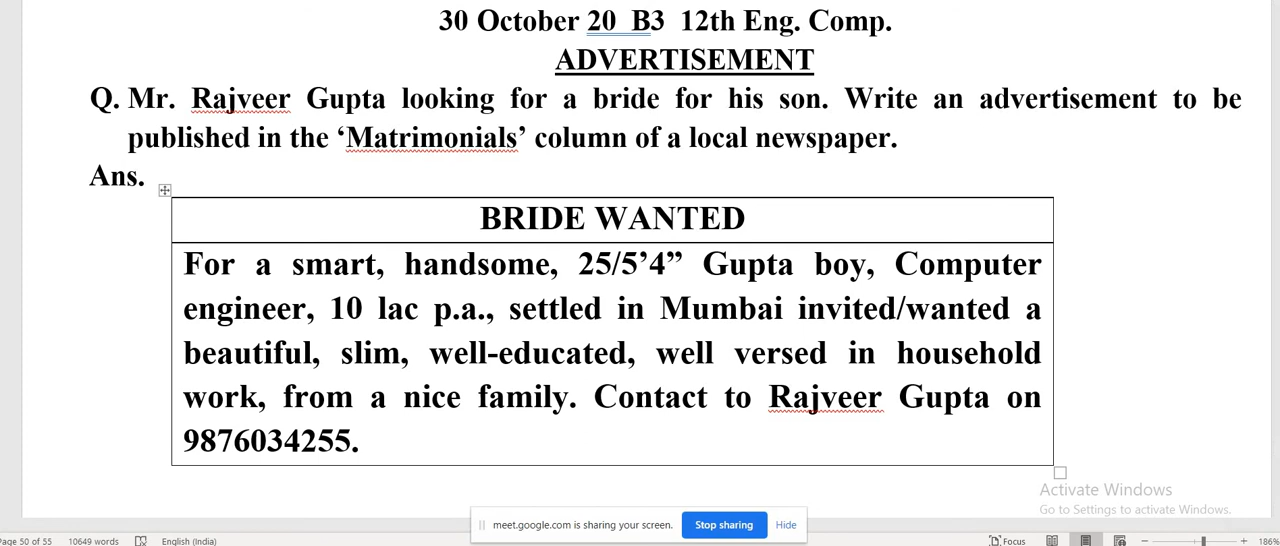 30 October 20 B3 12th Eng. Comp.
ADVERTISEMENT
Q. Mr. Rajveer Gupta looking for a bride for his son. Write an advertisement to be
published in the ‘Matrimonials’ column of a local newspaper.
Ans.
BRIDE WANTED
For a smart, handsome, 25/5’4” Gupta boy, Computer
engineer, 10 lac p.a., settled in Mumbai invited/wanted a
beautiful, slim, well-educated, well versed in household
work, from a nice family. Contact to Rajveer Gupta on
9876034255.
Activate Windows
Go to Settings to activate Windows.
meet.google.com is sharing your screen. Stop sharing Hide
Page 50 of 55 10649 words English (India) Focus 186%